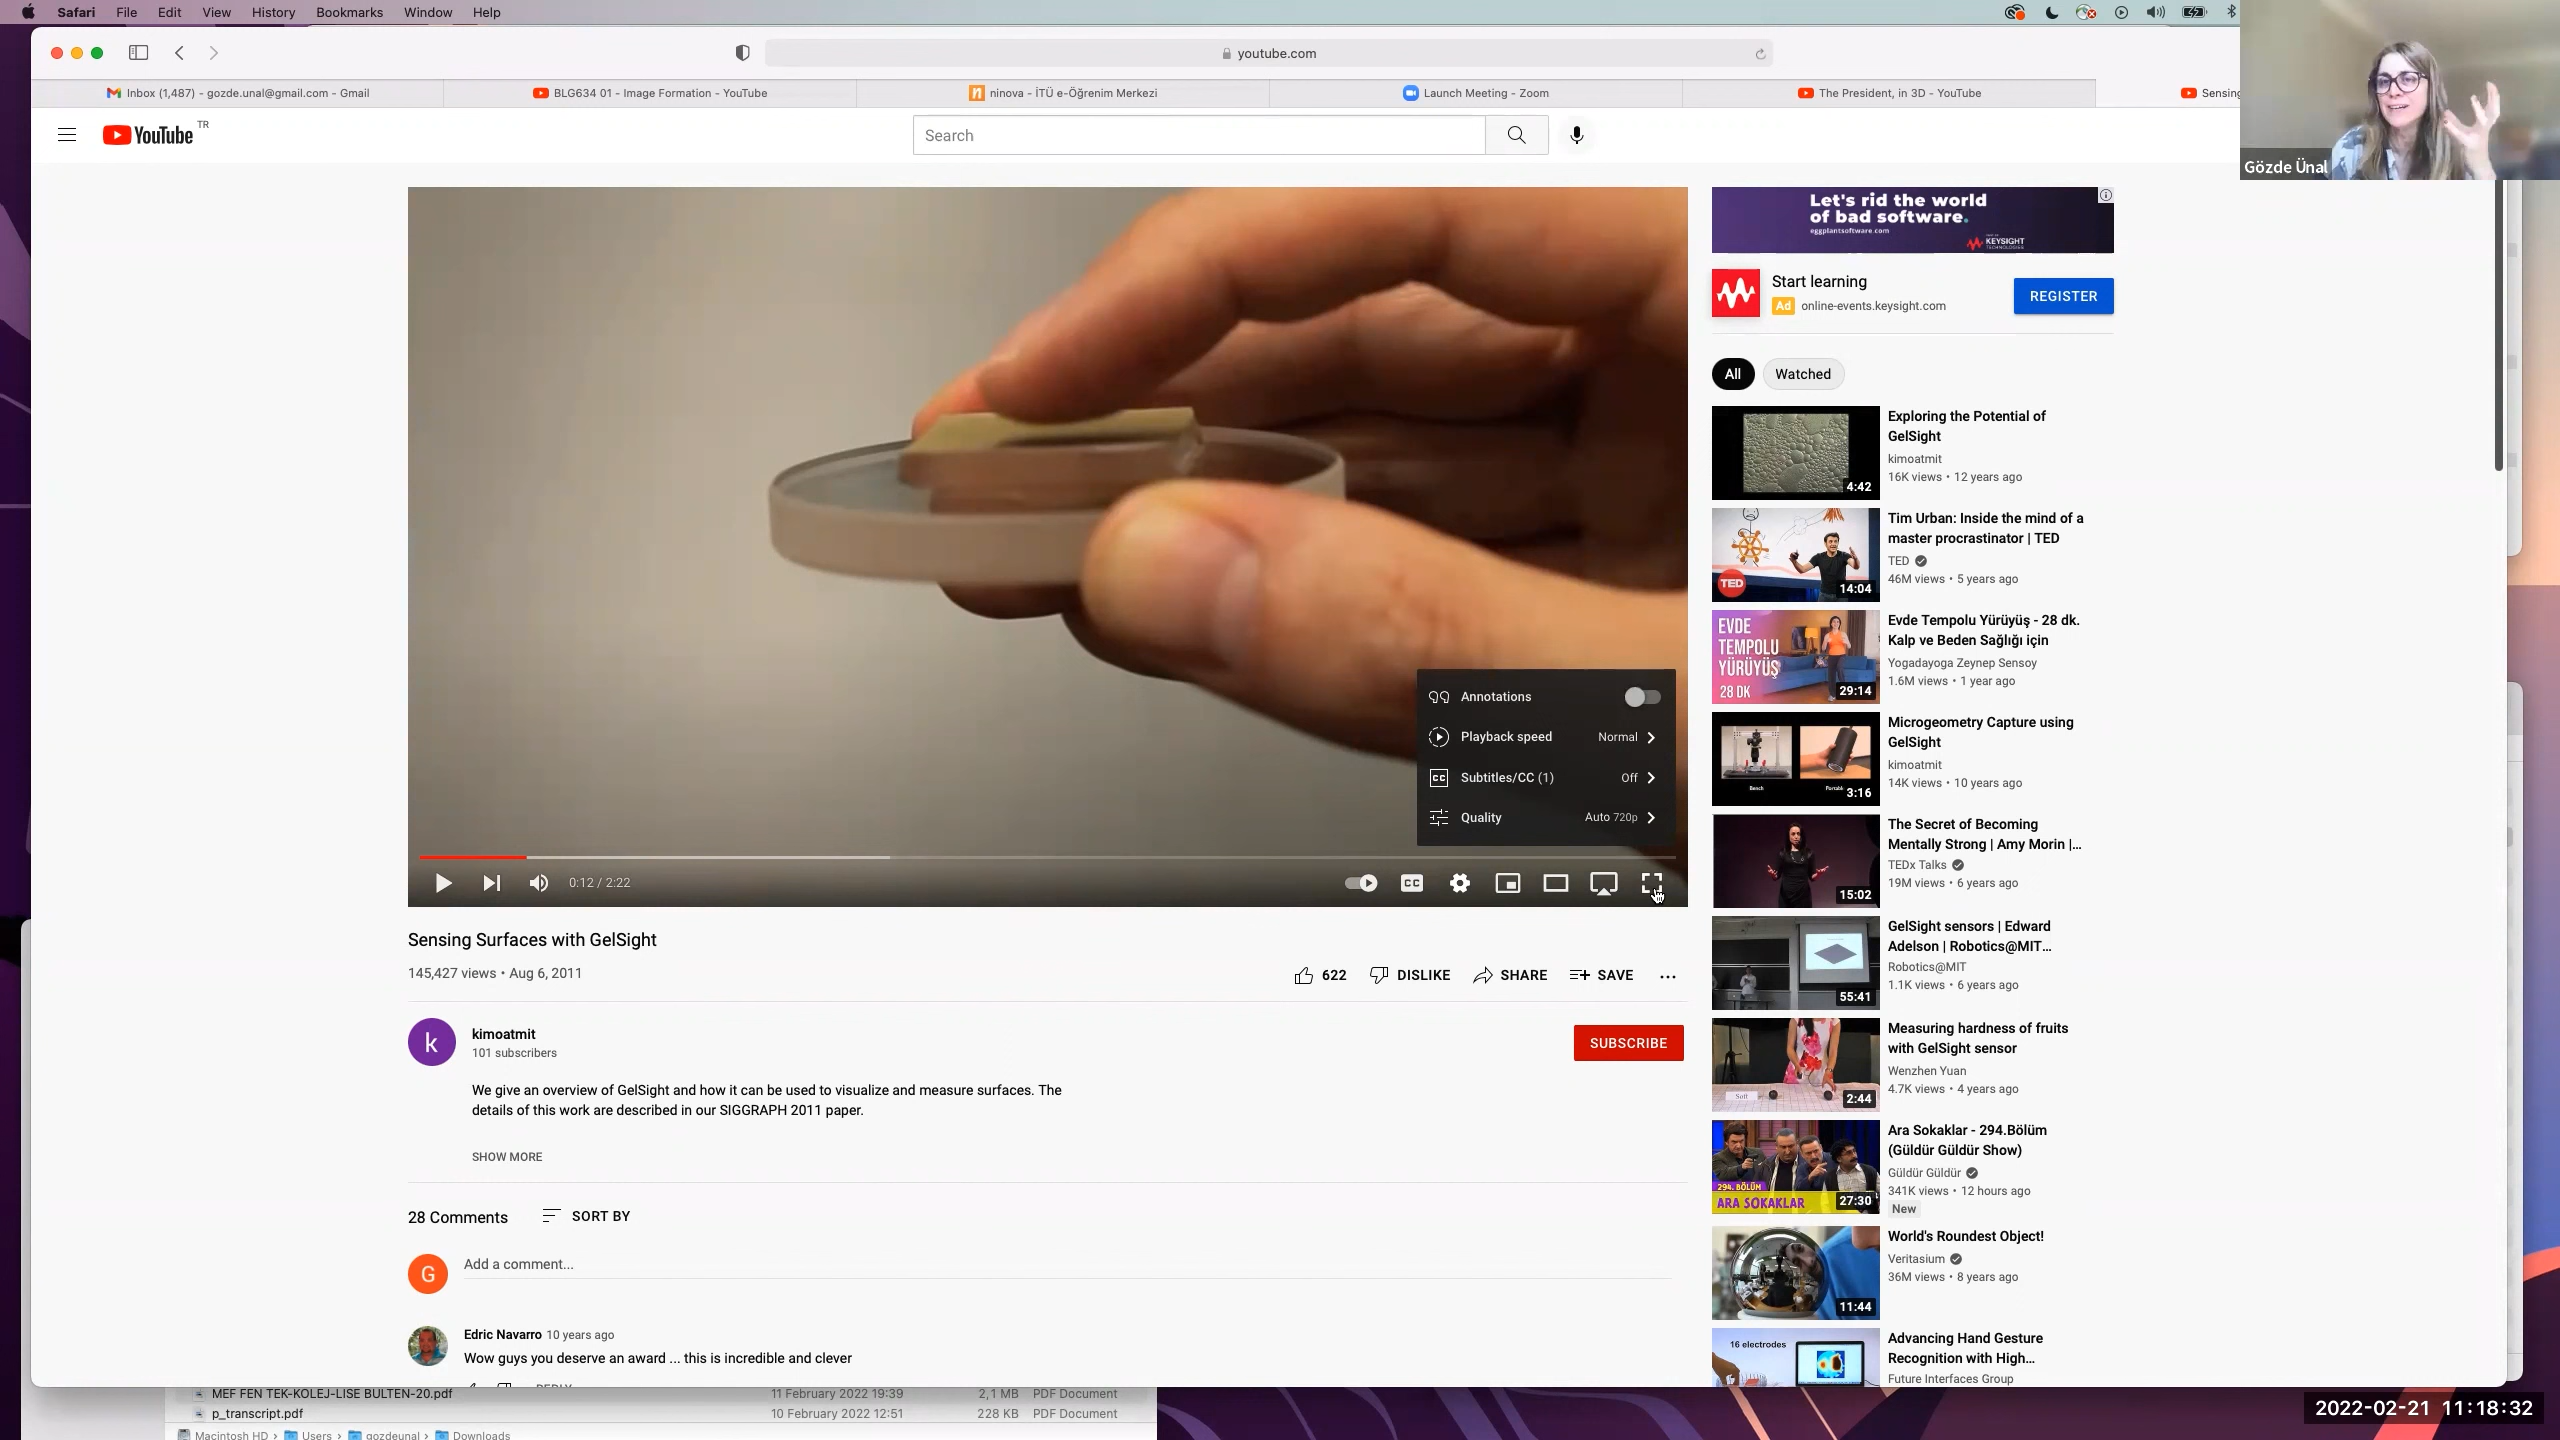 Safari File Edit View History Bookmarks Window Help
youtube.com
Inbox (1,487) - gozde.unal@gmail.com - Gmail
BLG634 01 - Image Formation - YouTube
ninova - İTÜ e-Öğrenim Merkezi
Launch Meeting - Zoom
The President, in 3D - YouTube
Sensing
Gözde Ünal
YouTube TR
Search
Annotations
Playback speed Normal
CC Subtitles/CC (1) Off
Quality Auto 720p
0:12 / 2:22
CC
Sensing Surfaces with GelSight
145,427 views • Aug 6, 2011
622 DISLIKE SHARE SAVE ...
k
kimoatmit
101 subscribers
SUBSCRIBE
We give an overview of GelSight and how it can be used to visualize and measure surfaces. The
details of this work are described in our SIGGRAPH 2011 paper.
SHOW MORE
28 Comments SORT BY
G
Add a comment...
Edric Navarro 10 years ago
Wow guys you deserve an award ... this is incredible and clever
REPLY
Let's rid the world
of bad software.
eggplantsoftware.com
KEYSIGHT
TECHNOLOGIES
Start learning
Ad online-events.keysight.com
REGISTER
All Watched
4:42
Exploring the Potential of
GelSight
kimoatmit
16K views • 12 years ago
TED
14:04
Tim Urban: Inside the mind of a
master procrastinator | TED
TED
46M views • 5 years ago
EVDE
TEMPOLU
YÜRÜYÜŞ
28 DK
29:14
Evde Tempolu Yürüyüş - 28 dk.
Kalp ve Beden Sağlığı için
Yogadayoga Zeynep Sensoy
1.6M views • 1 year ago
Bench
3:16
Microgeometry Capture using
GelSight
kimoatmit
14K views • 10 years ago
15:02
The Secret of Becoming
Mentally Strong | Amy Morin |...
TEDx Talks
19M views • 6 years ago
55:41
GelSight sensors | Edward
Adelson | Robotics@MIT...
Robotics@MIT
1.1K views • 6 years ago
Soft
2:44
Measuring hardness of fruits
with GelSight sensor
Wenzhen Yuan
4.7K views • 4 years ago
294. BÖLÜM
ARA SOKAKLAR
27:30
Ara Sokaklar - 294.Bölüm
(Güldür Güldür Show)
Güldür Güldür
341K views • 12 hours ago
New
11:44
World's Roundest Object!
Veritasium
36M views • 8 years ago
16 electrodes
Advancing Hand Gesture
Recognition with High...
Future Interfaces Group
MEF FEN TEK-KOLEJ-LISE BULTEN-20.pdf 11 February 2022 19:39 2,1 MB PDF Document
p_transcript.pdf 10 February 2022 12:51 228 KB PDF Document
Macintosh HD › Users › gozdeunal › Downloads
2022-02-21 11:18:32